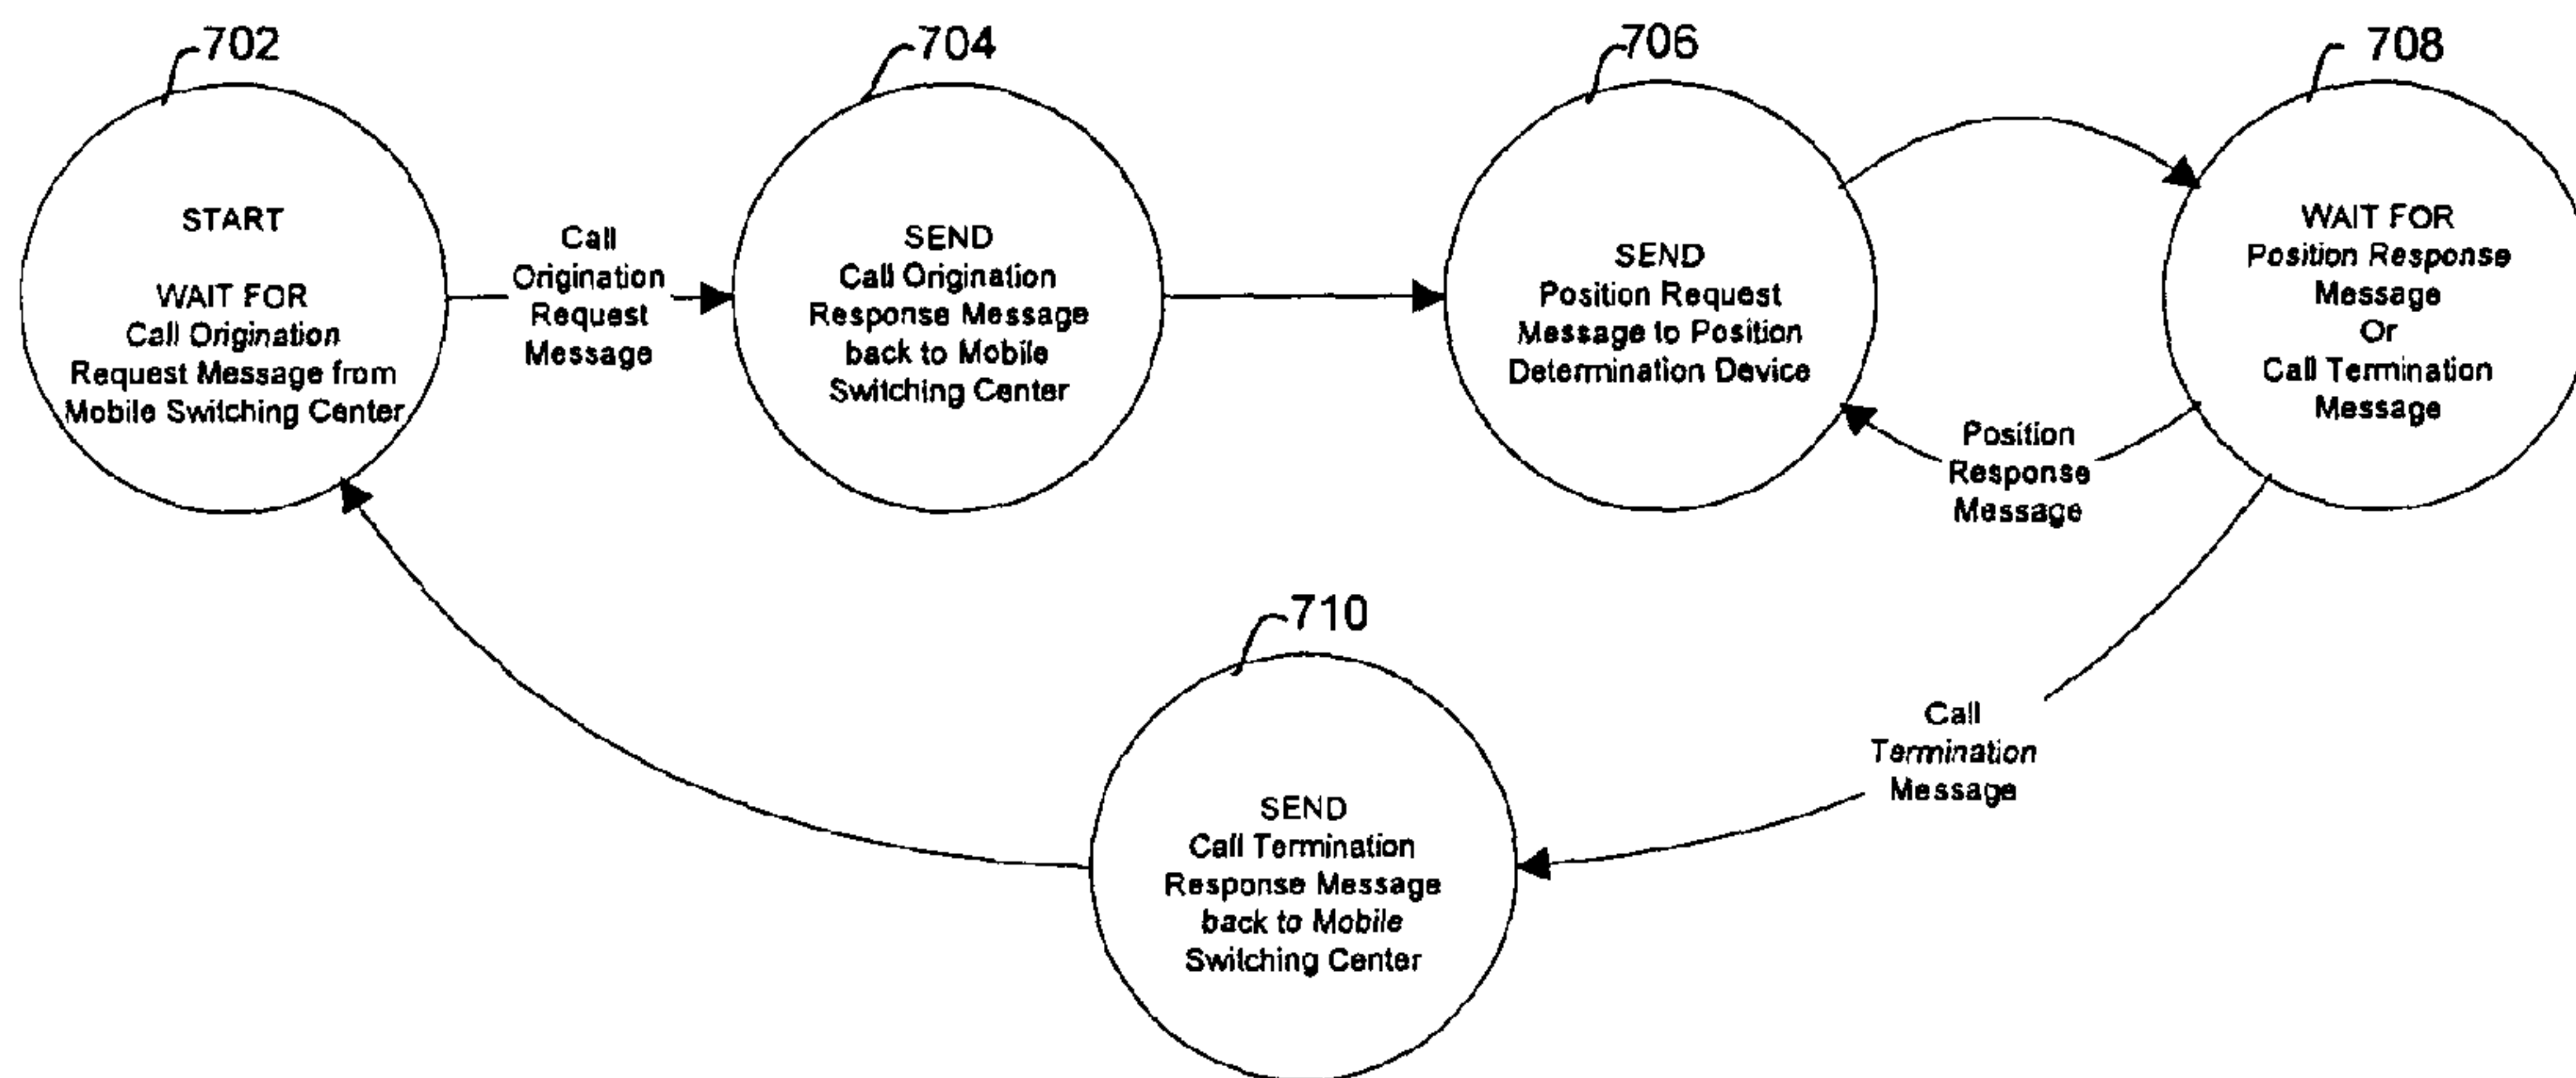 702
START
WAIT FOR
Call Origination
Request Message from
Mobile Switching Center
Call
Origination
Request
Message
704
SEND
Call Origination
Response Message
back to Mobile
Switching Center
706
SEND
Position Request
Message to Position
Determination Device
708
WAIT FOR
Position Response
Message
Or
Call Termination
Message
Position
Response
Message
Call
Termination
Message
710
SEND
Call Termination
Response Message
back to Mobile
Switching Center